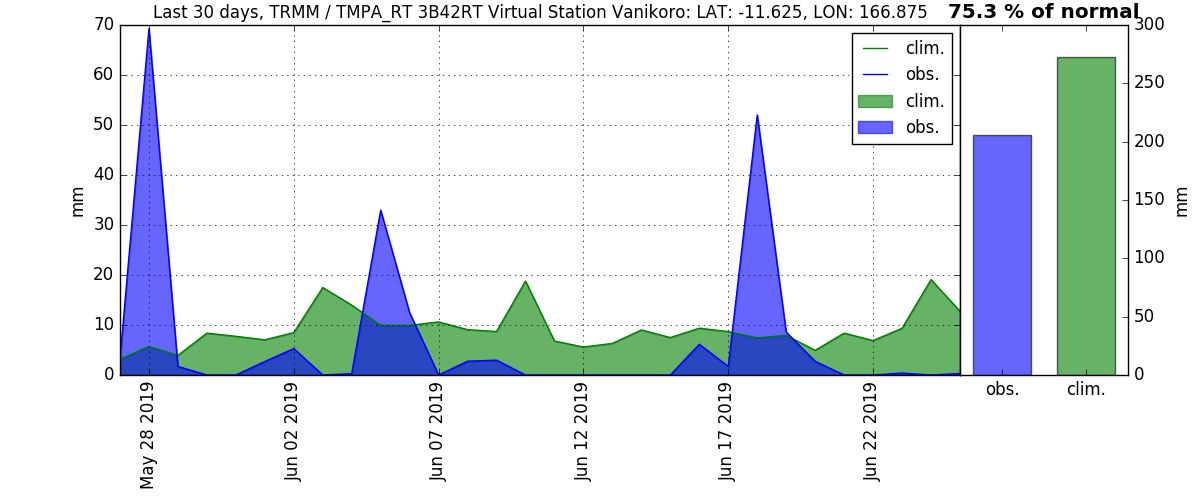 Last 30 days, TRMM / TMPA_RT 3B42RT Virtual Station Vanikoro: LAT: -11.625, LON: 166.875
75.3 % of normal
70
60
50
40
30
20
10
0
mm
clim.
obs.
clim.
obs.
May 28 2019
Jun 02 2019
Jun 07 2019
Jun 12 2019
Jun 17 2019
Jun 22 2019
300
250
200
150
100
50
0
mm
obs.
clim.